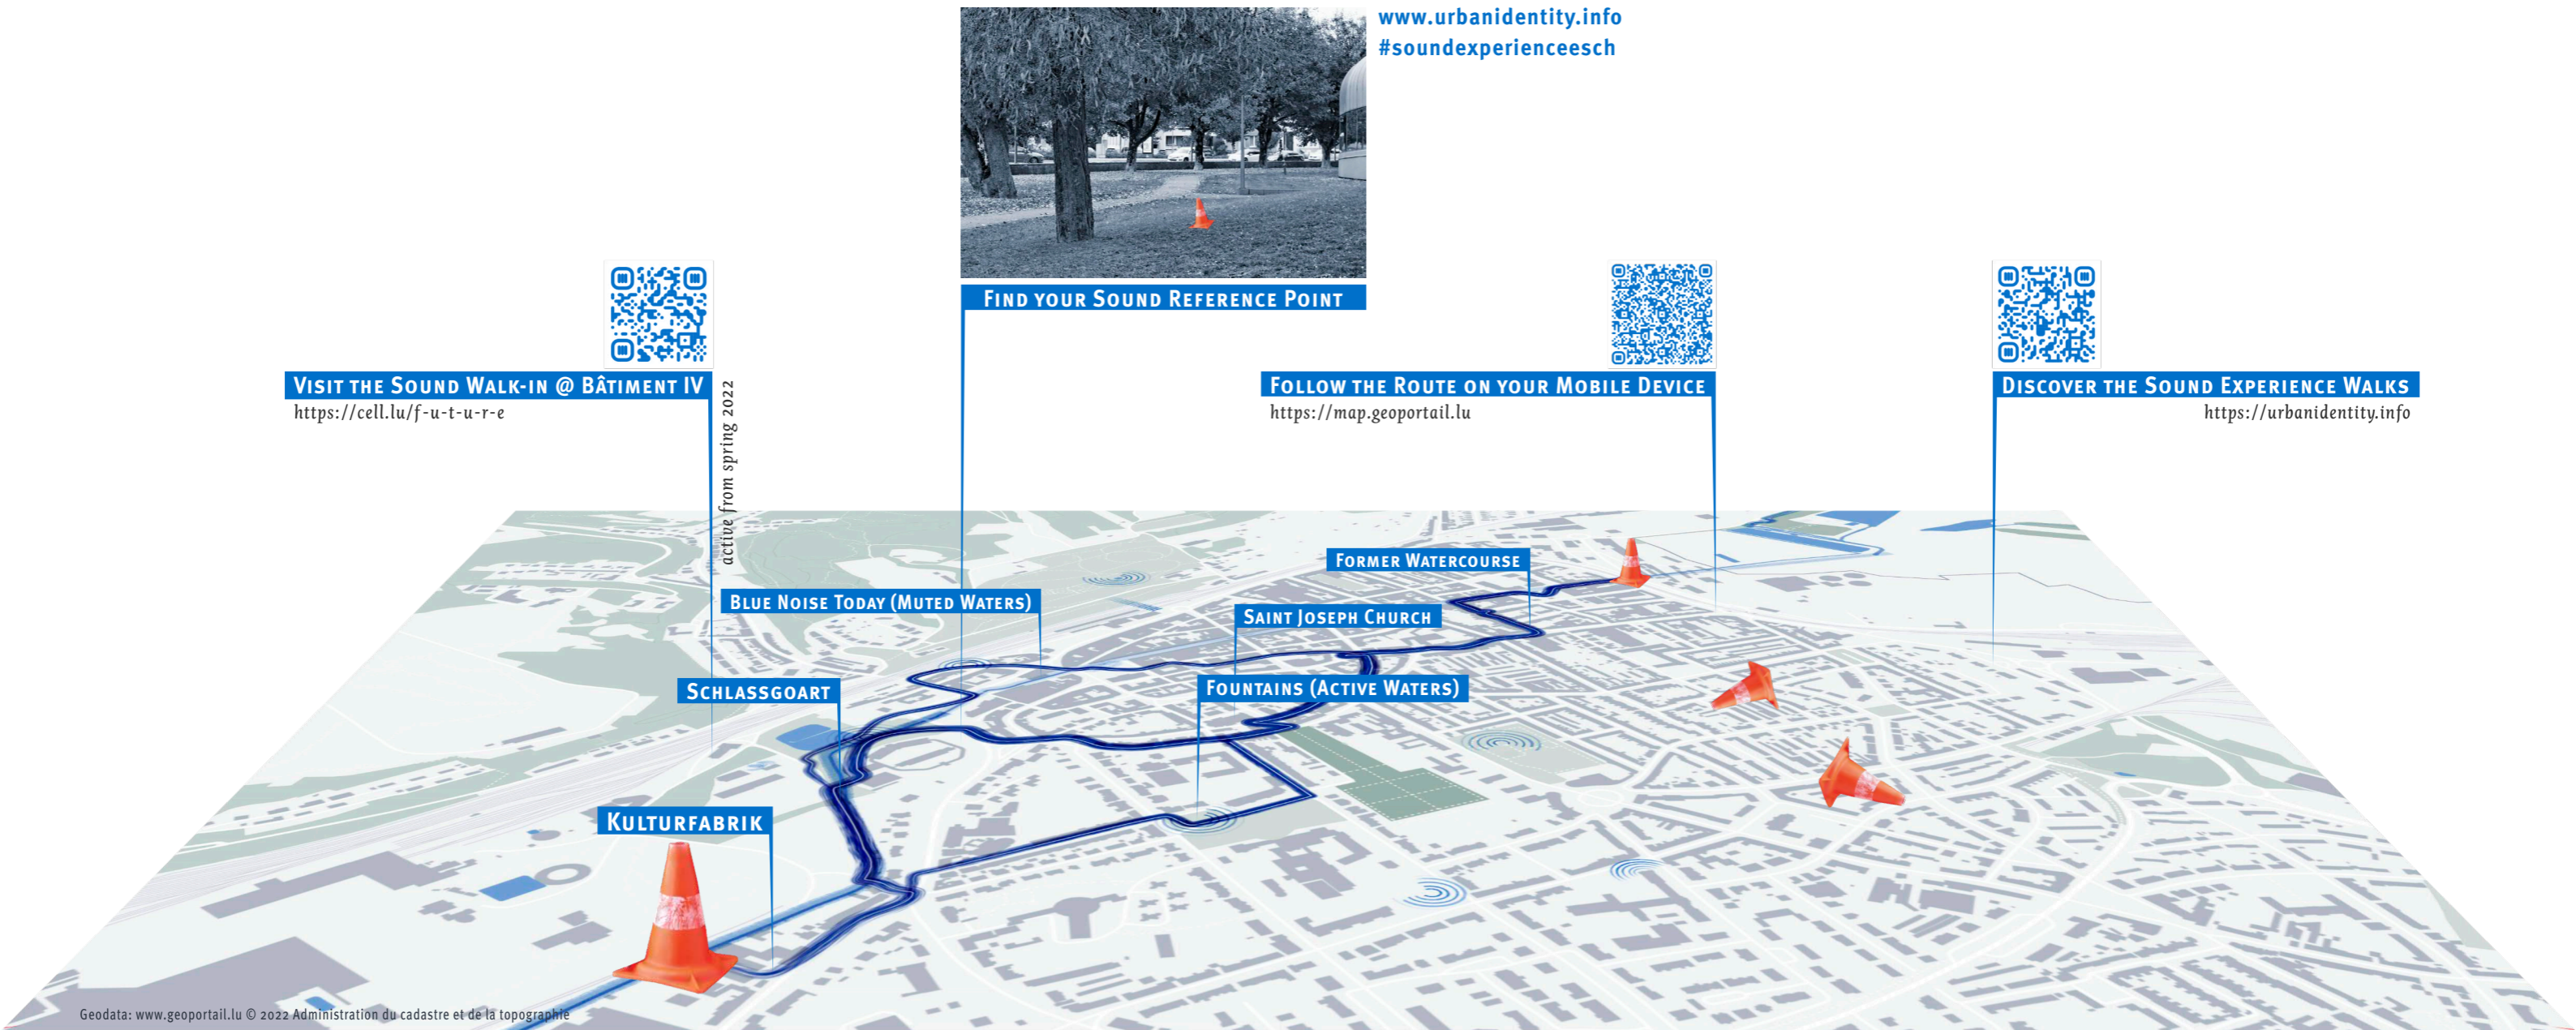 www.urbanidentity.info
#soundexperienceesch
Find your Sound Reference Point
Visit the Sound Walk-in @ Bâtiment IV
https://cell.lu/f-u-t-u-r-e
active from spring 2022
Follow the Route on your Mobile Device
https://map.geoportail.lu
Discover the Sound Experience Walks
https://urbanidentity.info
Former Watercourse
Blue Noise Today (Muted Waters)
Saint Joseph Church
Schlassgoart
Fountains (Active Waters)
Kulturfabrik
Geodata: www.geoportail.lu © 2022 Administration du cadastre et de la topographie